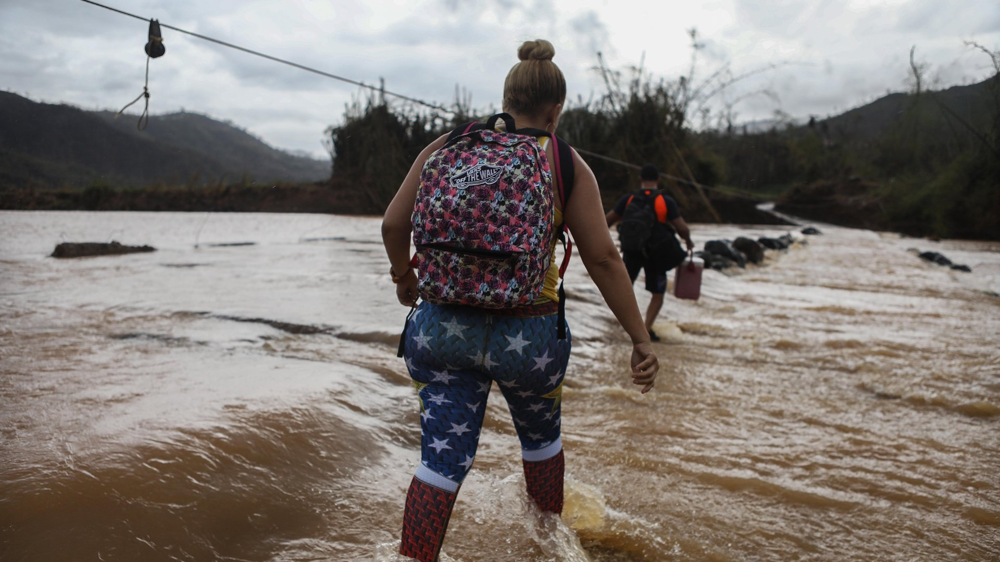 VANS
"OFF THE WALL"